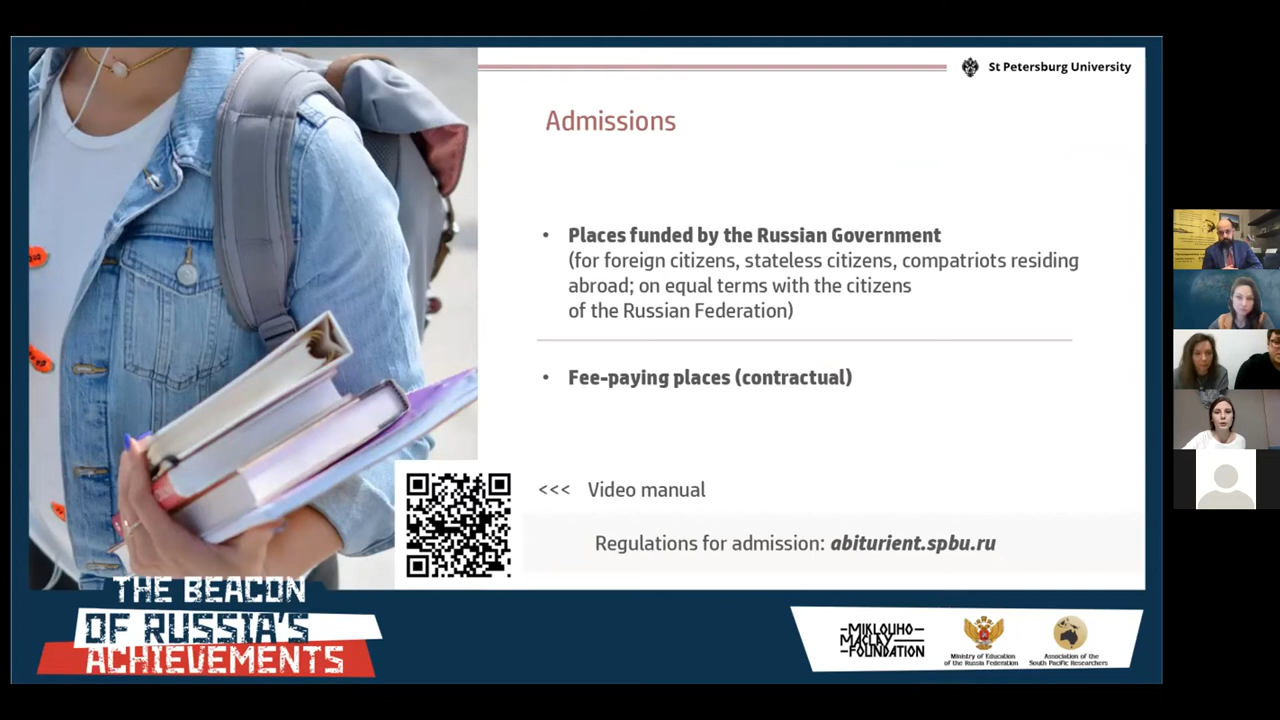 St Petersburg University
Admissions
• Places funded by the Russian Government
(for foreign citizens, stateless citizens, compatriots residing
abroad; on equal terms with the citizens
of the Russian Federation)
• Fee-paying places (contractual)
<<< Video manual
Regulations for admission: abiturient.spbu.ru
THE BEACON
OF RUSSIA'S
ACHIEVEMENTS
MIKLOUHO
MACLAY
FOUNDATION
Ministry of Education
of the Russia Federation
Association of the
South Pacific Researchers